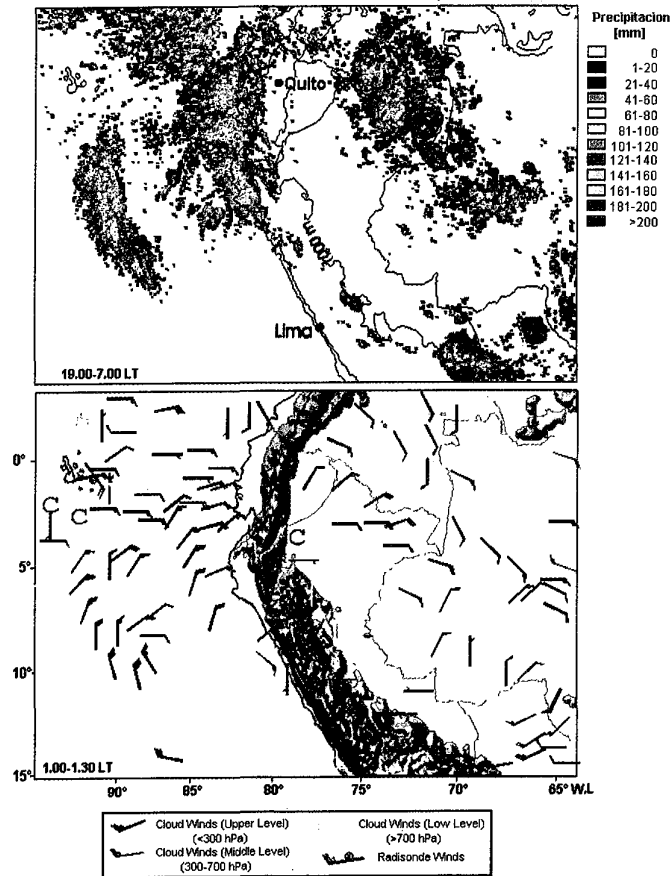 Precipitacion
[mm]
0
1-20
21-40
41-60
61-80
81-100
101-120
121-140
141-160
161-180
181-200
>200
Quito
1000 m
Lima
19.00-7.00 LT
0°
5°
10°
15°
C
C
C
1.00-1.30 LT
90°
85°
80°
75°
70°
65° W.L
Cloud Winds (Upper Level)
(<300 hPa)
Cloud Winds (Low Level)
(>700 hPa)
Cloud Winds (Middle Level)
(300-700 hPa)
Radisonde Winds